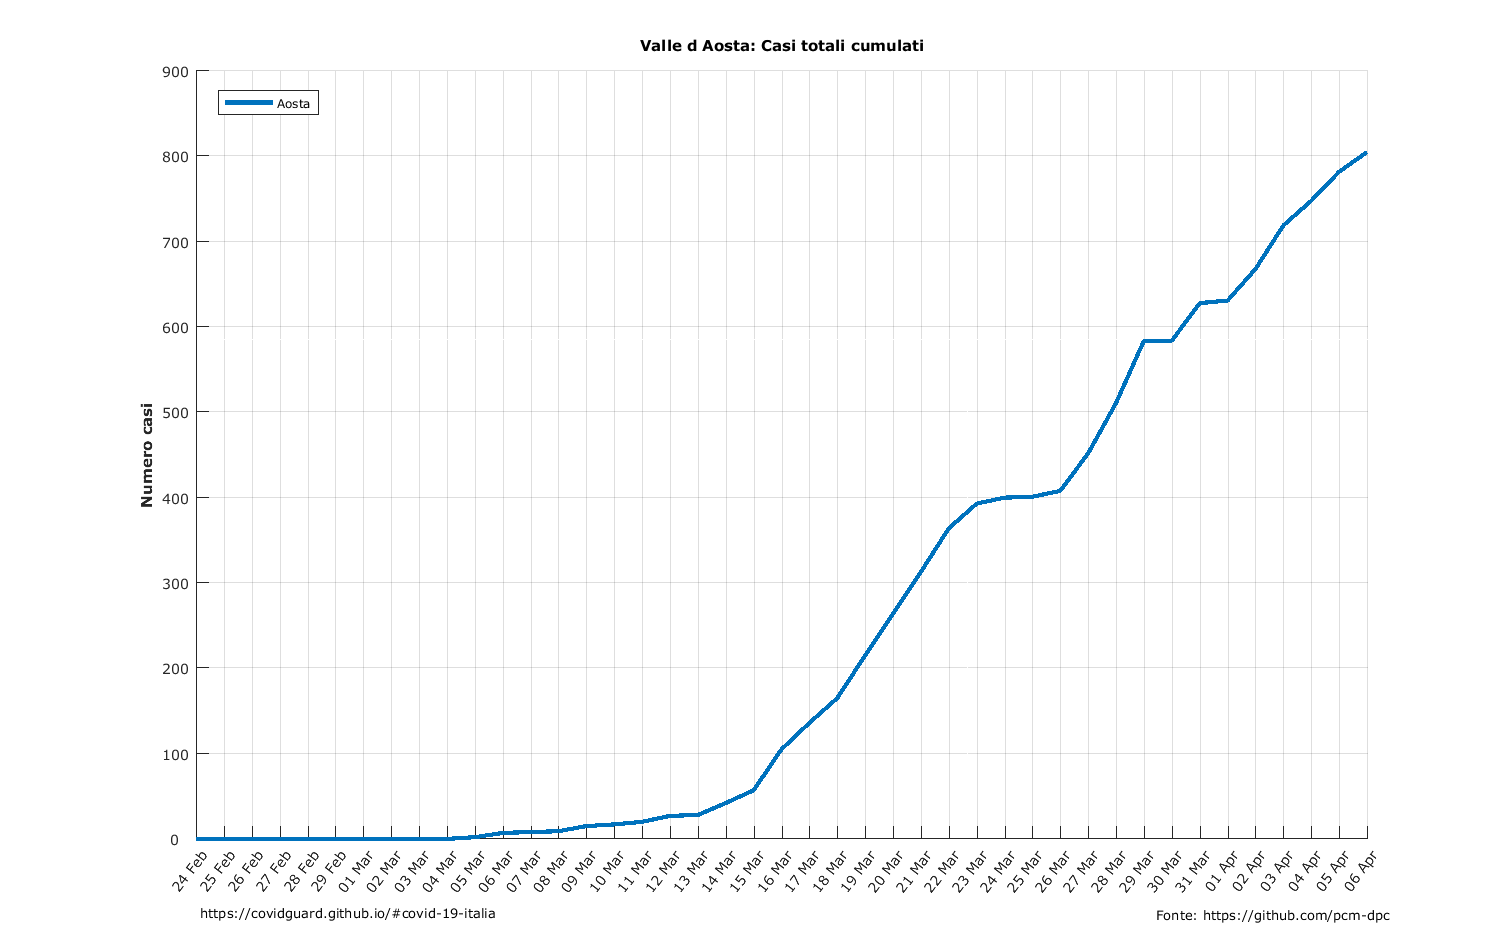 Valle d Aosta: Casi totali cumulati
Aosta
Numero casi
900
800
700
600
500
400
300
200
100
0
24 Feb
25 Feb
26 Feb
27 Feb
28 Feb
29 Feb
01 Mar
02 Mar
03 Mar
04 Mar
05 Mar
06 Mar
07 Mar
08 Mar
09 Mar
10 Mar
11 Mar
12 Mar
13 Mar
14 Mar
15 Mar
16 Mar
17 Mar
18 Mar
19 Mar
20 Mar
21 Mar
22 Mar
23 Mar
24 Mar
25 Mar
26 Mar
27 Mar
28 Mar
29 Mar
30 Mar
31 Mar
01 Apr
02 Apr
03 Apr
04 Apr
05 Apr
06 Apr
https://covidguard.github.io/#covid-19-italia
Fonte: https://github.com/pcm-dpc